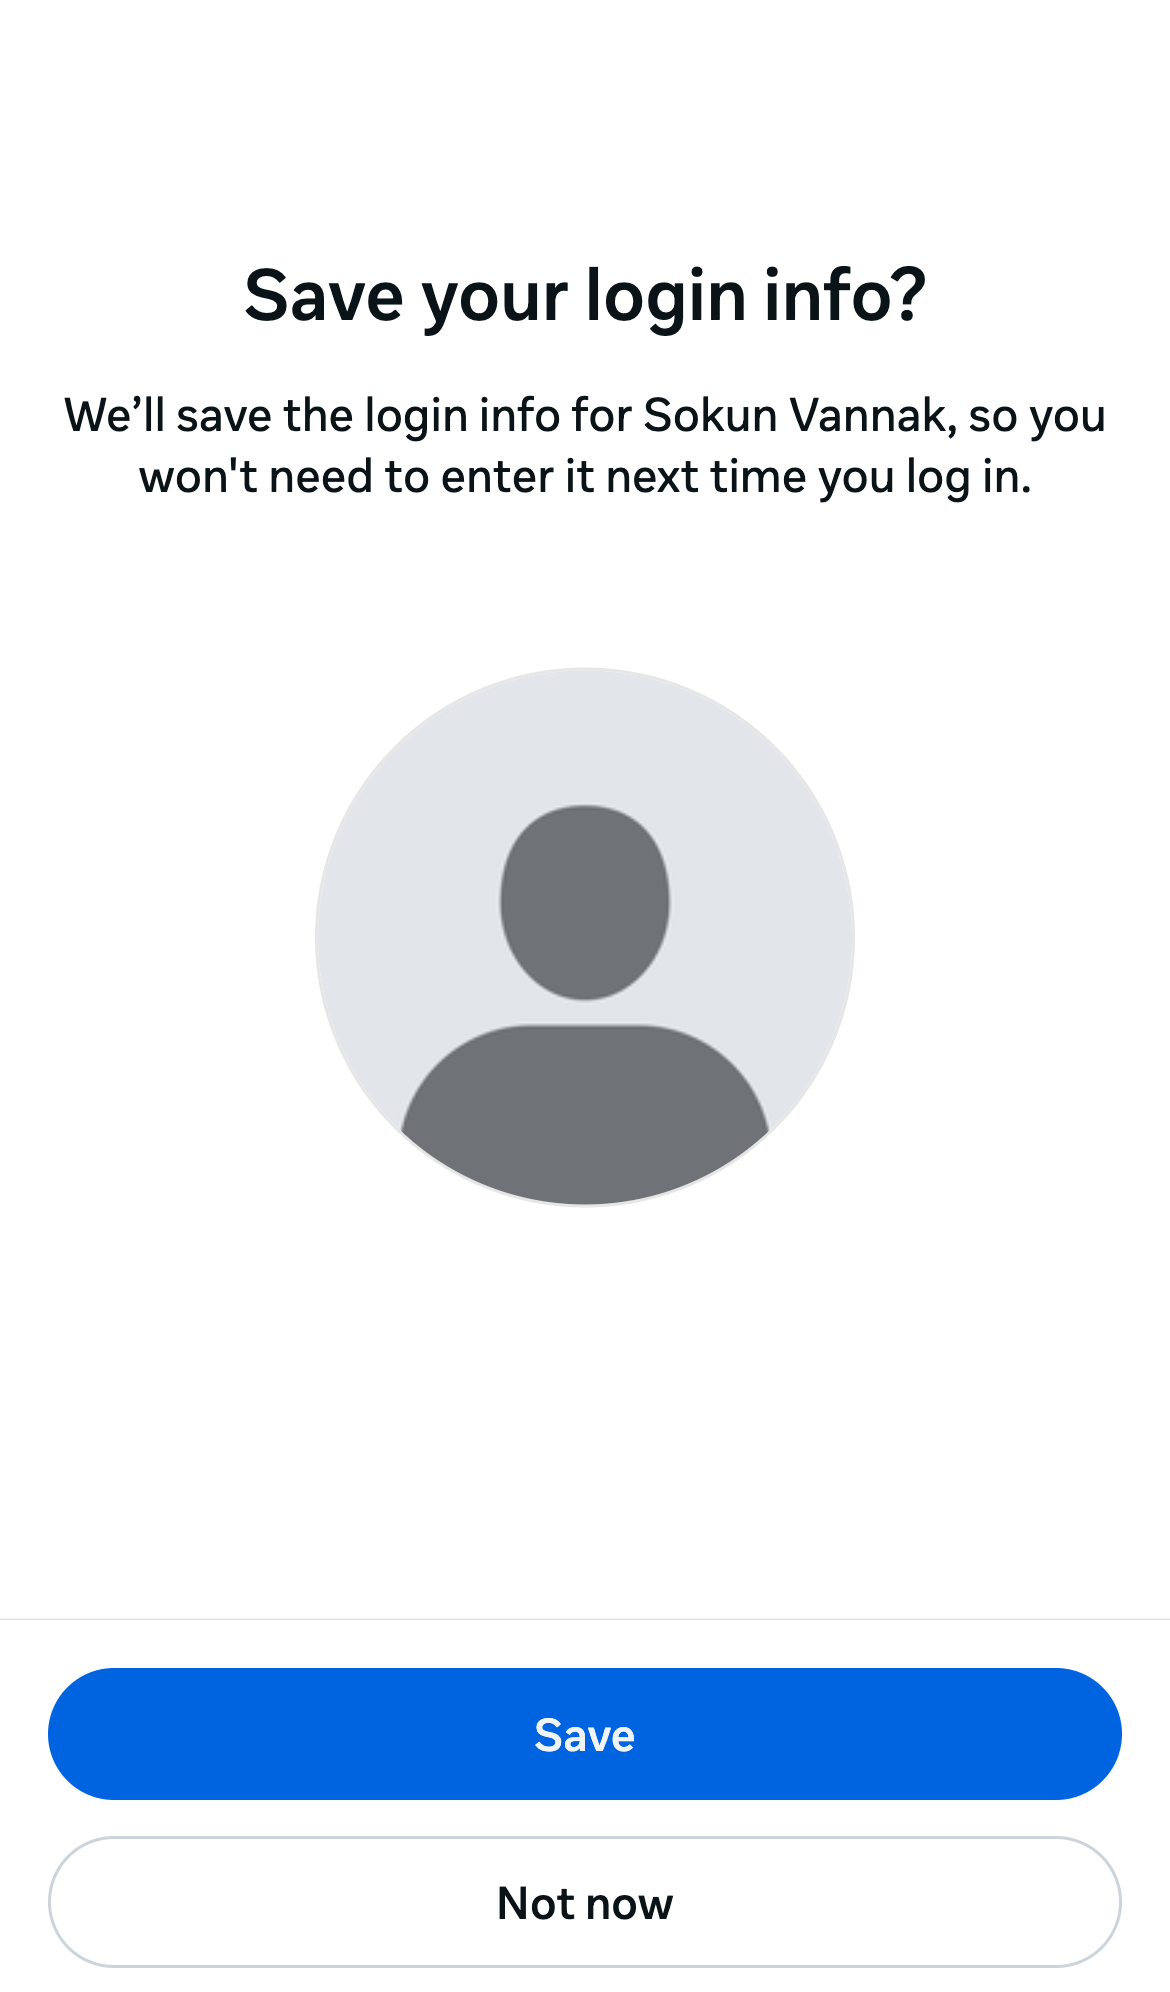 Save your login info?
We’ll save the login info for Sokun Vannak, so you
won't need to enter it next time you log in.
Save
Not now